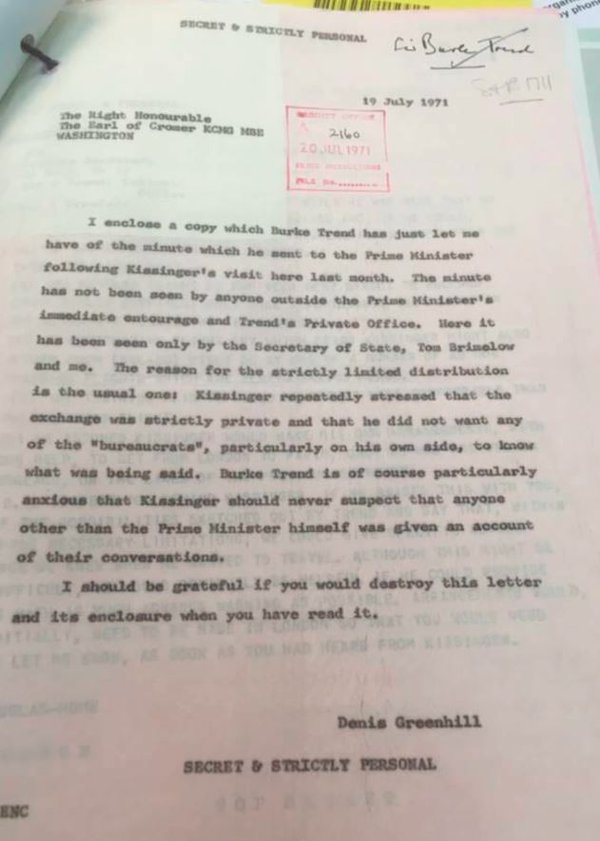 SECRET & STRICTLY PERSONAL
Sir Burke Trend
19 July 1971
The Right Honourable
The Earl of Cromer KCMG MBE
WASHINGTON
2160
20 JUL 1971
I enclose a copy which Burke Trend has just let me
have of the minute which he sent to the Prime Minister
following Kissinger's visit here last month. The minute
has not been seen by anyone outside the Prime Minister's
immediate entourage and Trend's Private Office. Here it
has been seen only by the Secretary of State, Tom Brimelow
and me. The reason for the strictly limited distribution
is the usual one: Kissinger repeatedly stressed that the
exchange was strictly private and that he did not want any
of the "bureaucrats", particularly on his own side, to know
what was being said. Burke Trend is of course particularly
anxious that Kissinger should never suspect that anyone
other than the Prime Minister himself was given an account
of their conversations.
I should be grateful if you would destroy this letter
and its enclosure when you have read it.
Denis Greenhill
SECRET & STRICTLY PERSONAL
ENC